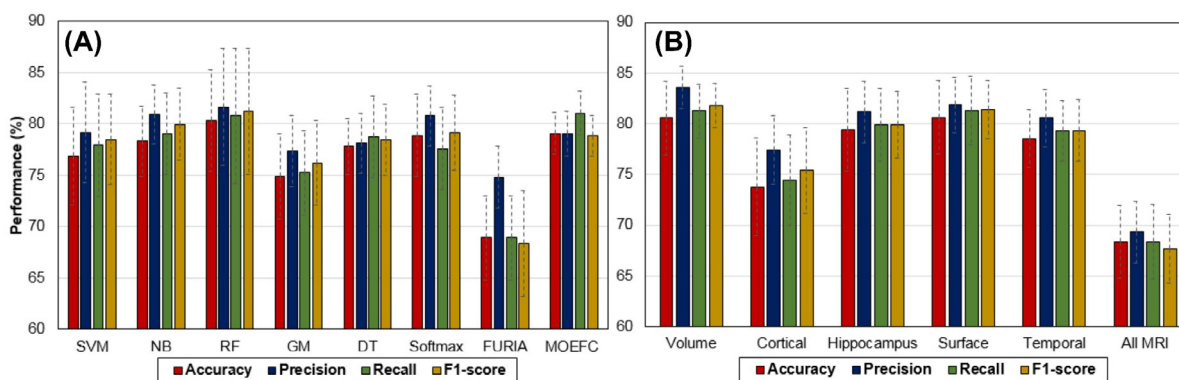 (A)
Performance (%)
90
85
80
75
70
65
60
SVM NB RF GM DT Softmax FURIA MOEFC
Accuracy Precision Recall F1-score
(B)
90
85
80
75
70
65
60
Volume Cortical Hippocampus Surface Temporal All MRI
Accuracy Precision Recall F1-score